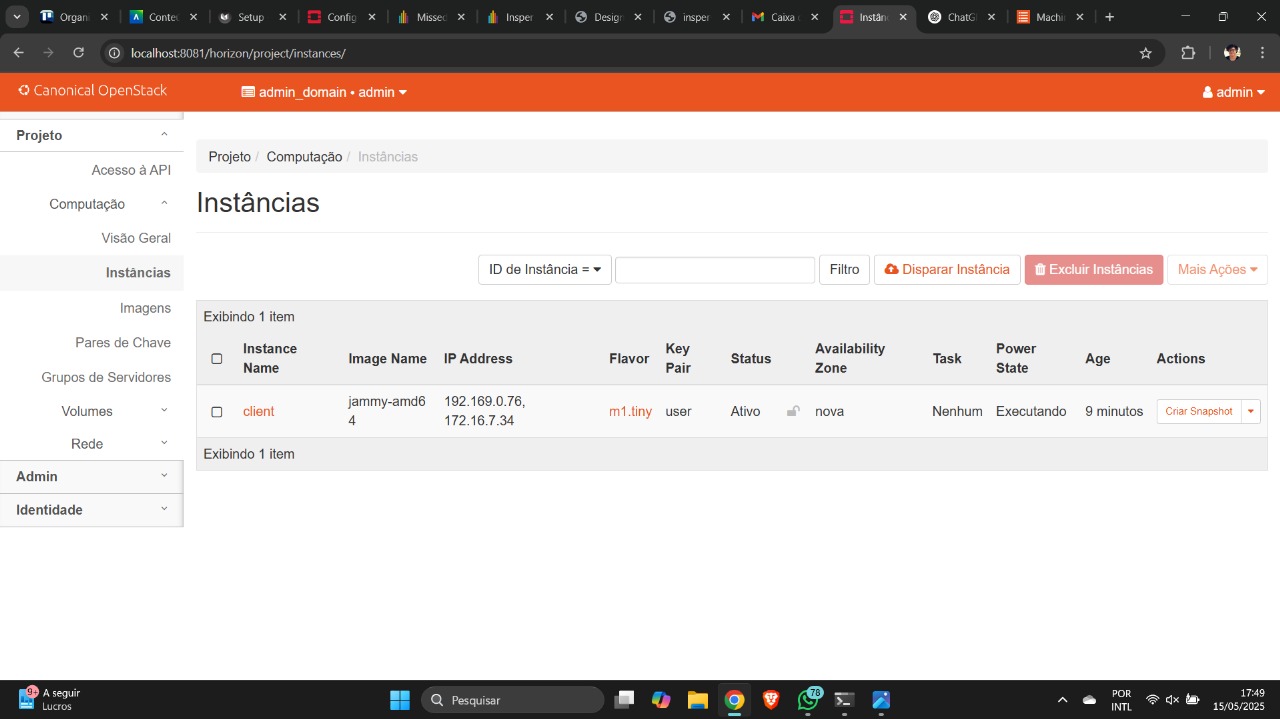 Organ
Conte
Setup
Config
Missed
Insper
Design
insper
Caixa
Instân
ChatG
Machi
localhost:8081/horizon/project/instances/
Canonical OpenStack
admin_domain • admin
admin
Projeto
Acesso à API
Computação
Visão Geral
Instâncias
Imagens
Pares de Chave
Grupos de Servidores
Volumes
Rede
Admin
Identidade
Projeto / Computação / Instâncias
Instâncias
ID de Instância =
Filtro
Disparar Instância
Excluir Instâncias
Mais Ações
Exibindo 1 item
Instance Name
Image Name
IP Address
Flavor
Key Pair
Status
Availability Zone
Task
Power State
Age
Actions
client
jammy-amd6
4
192.169.0.76,
172.16.7.34
m1.tiny
user
Ativo
nova
Nenhum
Executando
9 minutos
Criar Snapshot
Exibindo 1 item
9+
A seguir
Lucros
Pesquisar
78
POR
INTL
17:49
15/05/2025